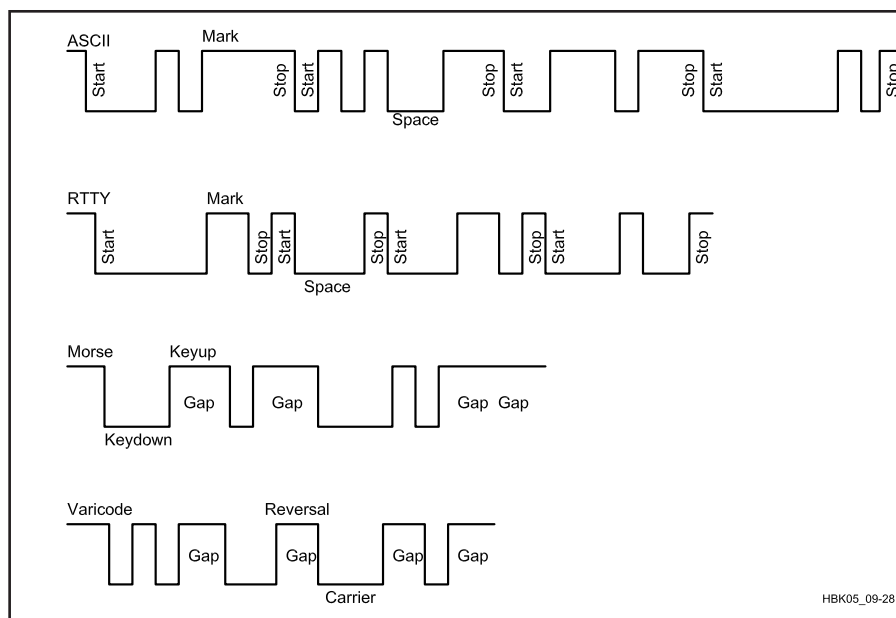 ASCII
Mark
Start
Stop
Start
Stop
Start
Stop
Start
Stop
Space
RTTY
Mark
Start
Stop
Start
Stop
Start
Stop
Start
Stop
Space
Morse
Keyup
Gap
Gap
Gap
Gap
Keydown
Varicode
Reversal
Gap
Gap
Gap
Gap
Carrier
HBK05_09-28